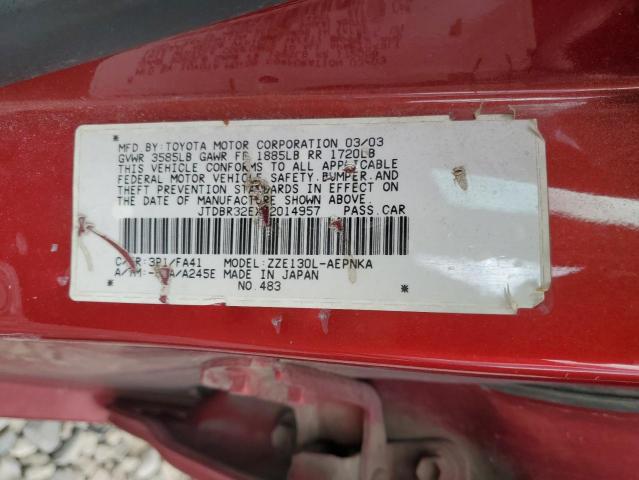 MFD.BY:TOYOTA MOTOR CORPORATION 03/03
GVWR 3585LB GAWR FR 1885LB RR 1720LB
THIS VEHICLE CONFORMS TO ALL APPLICABLE
FEDERAL MOTOR VEHICLE SAFETY,BUMPER,AND
THEFT PREVENTION STANDARDS IN EFFECT ON
THE DATE OF MANUFACTURE SHOWN ABOVE.
PASS.CAR
3P1/FA41 MODEL:ZZE130L-AEPNKA
MADE IN JAPAN
NO.483